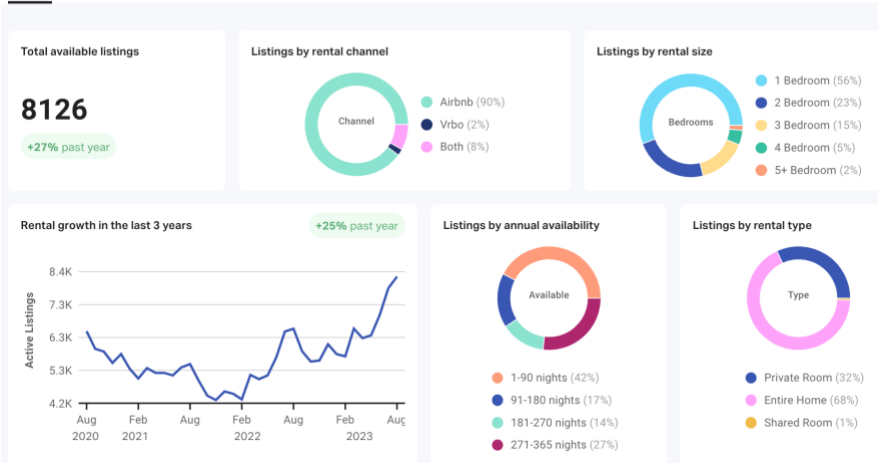 Total available listings
8126
+27% past year
Listings by rental channel
Channel
Airbnb (90%)
Vrbo (2%)
Both (8%)
Listings by rental size
Bedrooms
1 Bedroom (56%)
2 Bedroom (23%)
3 Bedroom (15%)
4 Bedroom (5%)
5+ Bedroom (2%)
Rental growth in the last 3 years
+25% past year
Active Listings
8.4K
7.3K
6.3K
5.3K
4.2K
Aug Feb Aug Feb Aug Feb Aug
2020 2021 2022 2023
Listings by annual availability
Available
1-90 nights (42%)
91-180 nights (17%)
181-270 nights (14%)
271-365 nights (27%)
Listings by rental type
Type
Private Room (32%)
Entire Home (68%)
Shared Room (1%)